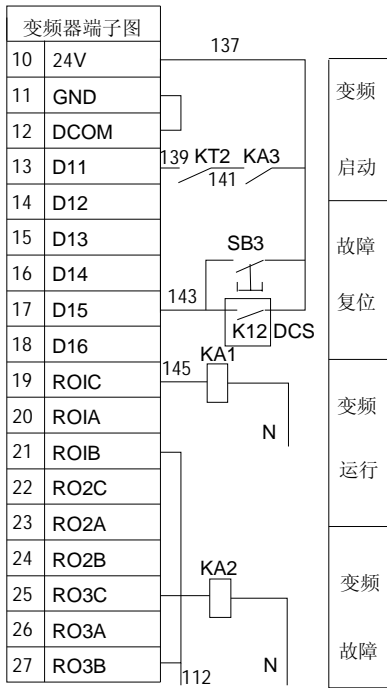 变频器端子图
10 24V
11 GND
12 DCOM
13 D11
14 D12
15 D13
16 D14
17 D15
18 D16
19 ROIC
20 ROIA
21 ROIB
22 RO2C
23 RO2A
24 RO2B
25 RO3C
26 RO3A
27 RO3B
137
139 KT2 KA3
141
SB3
143
K12 DCS
KA1
145
N
KA2
N
112
变频
启动
故障
复位
变频
运行
变频
故障